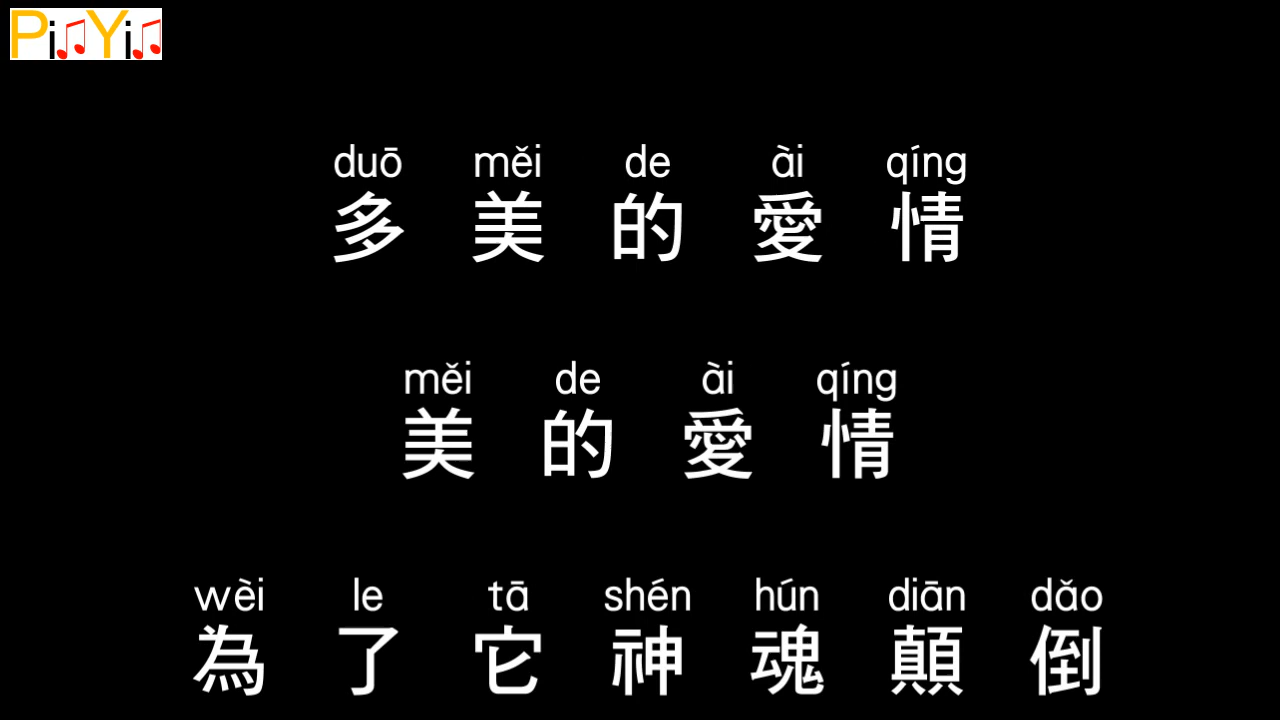 PinYin
duō měi de ài qíng
多美的愛情
měi de ài qíng
美的愛情
wèi le tā shén hún diān dǎo
為了它神魂顛倒